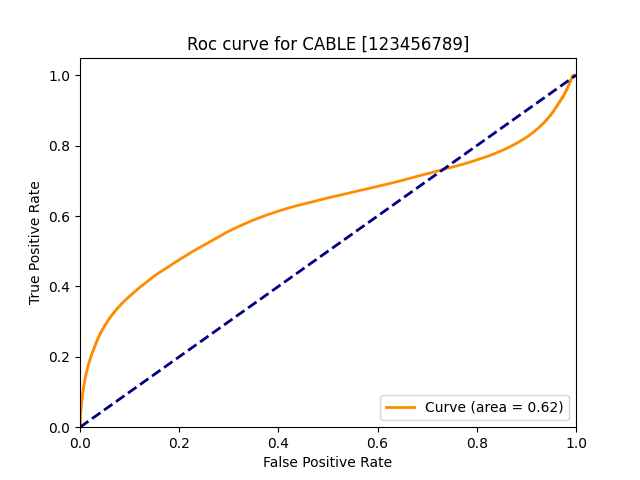 Roc curve for CABLE [123456789]
True Positive Rate
1.0
0.8
0.6
0.4
0.2
0.0
Curve (area = 0.62)
0.0 0.2 0.4 0.6 0.8 1.0
False Positive Rate